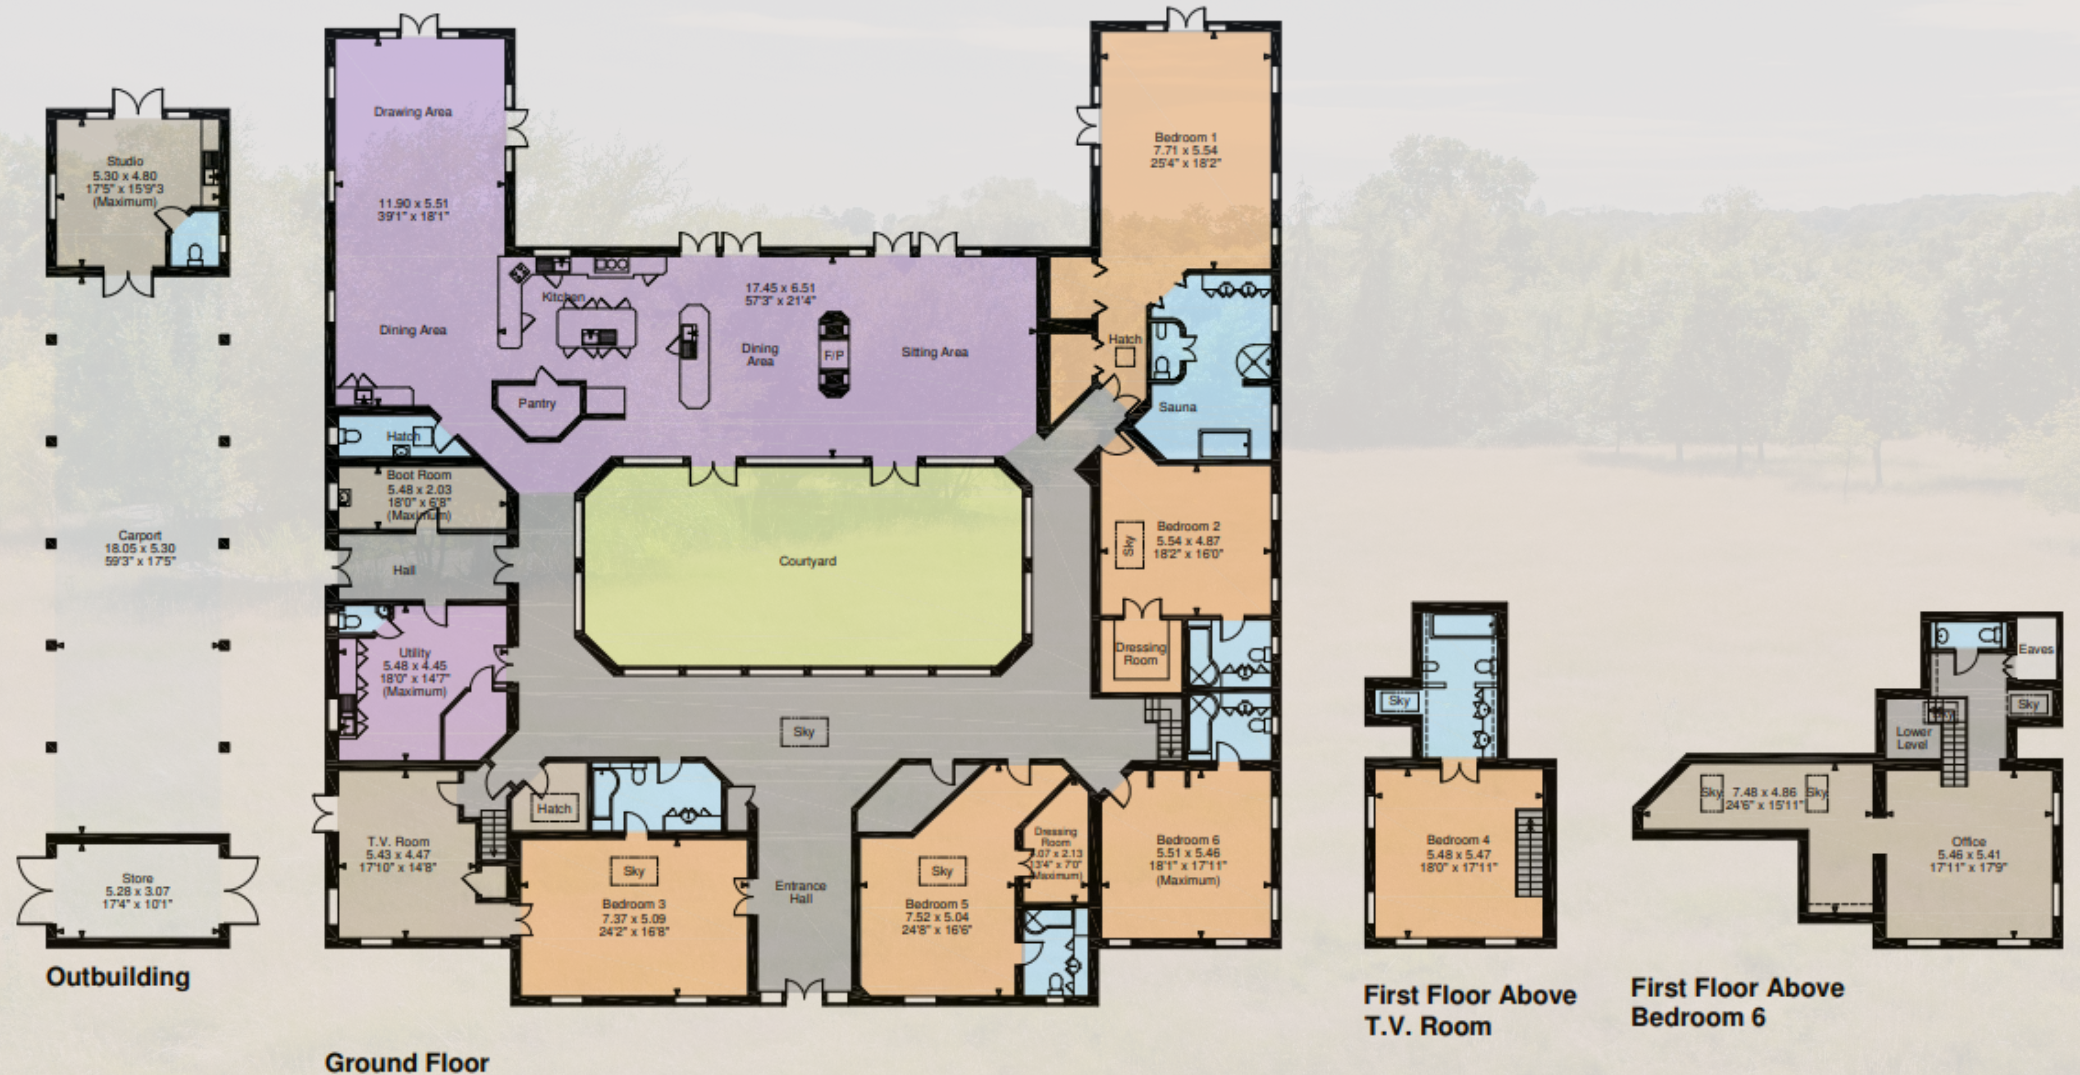 Studio
5.30 x 4.80
17'5" x 15'9"3
(Maximum)
Carport
18.05 x 5.30
59'3" x 17'5"
Store
5.28 x 3.07
17'4" x 10'1"
Outbuilding
Drawing Area
11.90 x 5.51
39'1" x 18'1"
Dining Area
Kitchen
17.45 x 6.51
57'3" x 21'4"
Dining
Area
F/P
Sitting Area
Pantry
Hatch
Boot Room
5.48 x 2.03
18'0" x 6'8"
(Maximum)
Hall
Utility
5.48 x 4.45
18'0" x 14'7"
(Maximum)
Courtyard
Sky
Bedroom 1
7.71 x 5.54
25'4" x 18'2"
Hatch
Sauna
Bedroom 2
5.54 x 4.87
18'2" x 16'0"
Sky
Dressing
Room
T.V. Room
5.43 x 4.47
17'10" x 14'8"
Hatch
Sky
Bedroom 3
7.37 x 5.09
24'2" x 16'8"
Entrance
Hall
Sky
Bedroom 5
7.52 x 5.04
24'8" x 16'6"
Dressing
Room
.07 x 2.13
13'4" x 7'0"
Maximum)
Bedroom 6
5.51 x 5.46
18'1" x 17'11"
(Maximum)
Ground Floor
Sky
Bedroom 4
5.48 x 5.47
18'0" x 17'11"
First Floor Above
T.V. Room
Eaves
Sky
Sky
Lower
Level
Sky
7.48 x 4.86
24'6" x 15'11"
Sky
Office
5.46 x 5.41
17'11" x 17'9"
First Floor Above
Bedroom 6